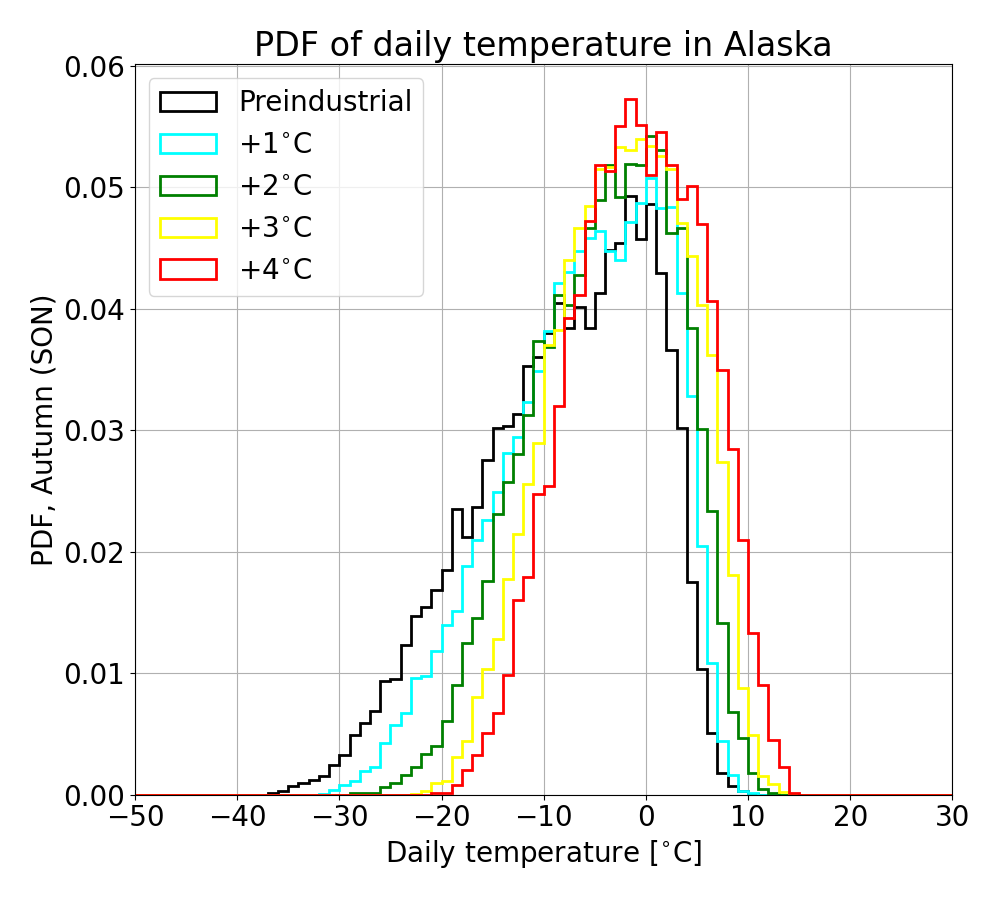 PDF of daily temperature in Alaska
0.06
0.05
0.04
0.03
0.02
0.01
0.00
PDF, Autumn (SON)
Preindustrial
+1°C
+2°C
+3°C
+4°C
−50 −40 −30 −20 −10 0 10 20 30
Daily temperature [°C]